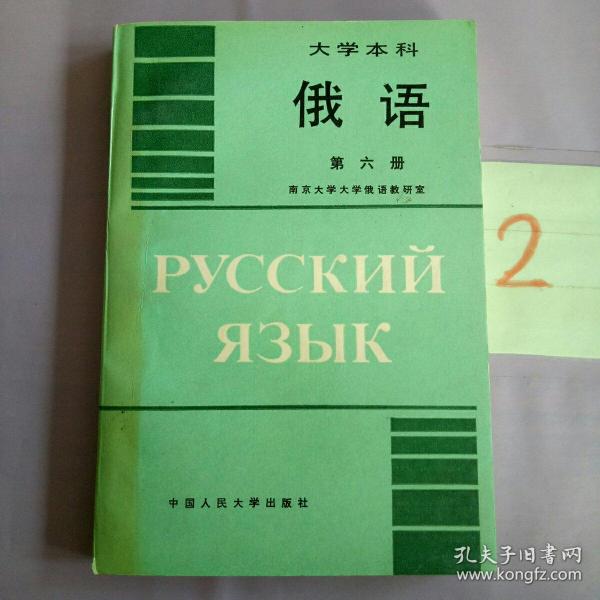 大学本科
俄语
第六册
南京大学大学俄语教研室
РУССКИЙ
ЯЗЫК
中国人民大学出版社
2
孔夫子旧书网
www.kongfz.com